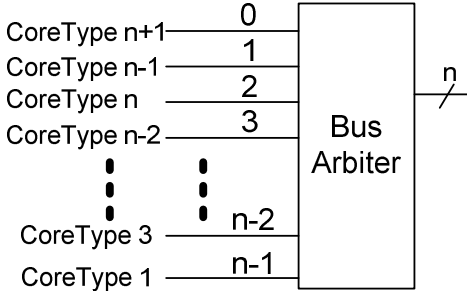 CoreType n+1 0
CoreType n-1 1
CoreType n 2
CoreType n-2 3
n
Bus
Arbiter
CoreType 3 n-2
CoreType 1 n-1